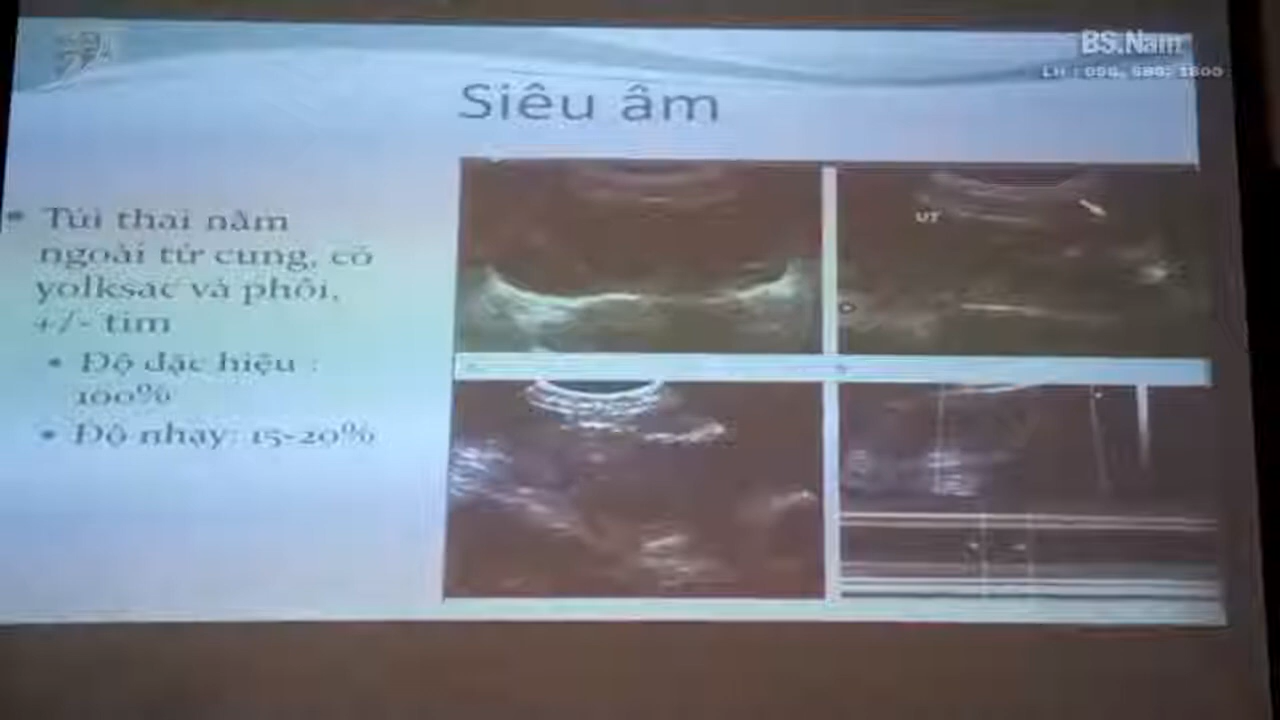 BS.Nam
Siêu âm
UT
• Túi thai nằm
ngoài tử cung, có
yolksac và phôi,
+/- tim
• Độ đặc hiệu :
100%
• Độ nhạy: 15-20%